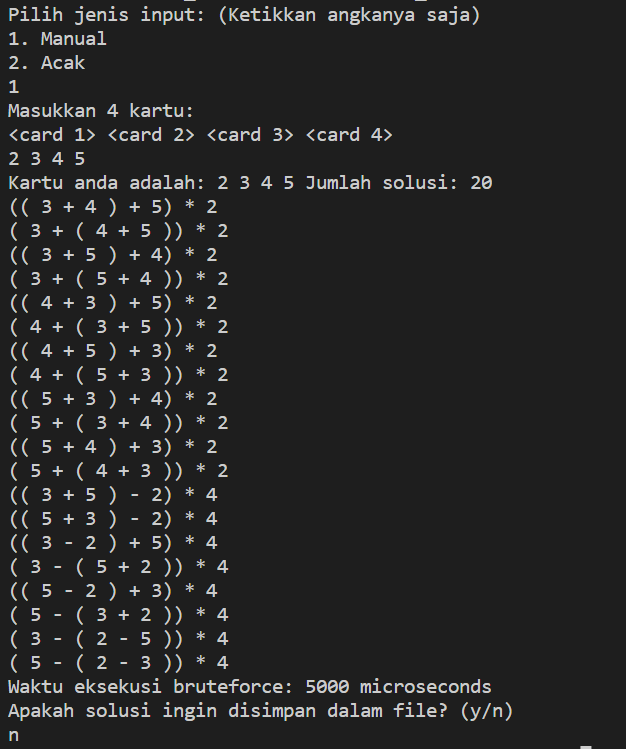 Pilih jenis input: (Ketikkan angkanya saja)
1. Manual
2. Acak
1
Masukkan 4 kartu:
<card 1> <card 2> <card 3> <card 4>
2 3 4 5
Kartu anda adalah: 2 3 4 5 Jumlah solusi: 20
(( 3 + 4 ) + 5) * 2
( 3 + ( 4 + 5 )) * 2
(( 3 + 5 ) + 4) * 2
( 3 + ( 5 + 4 )) * 2
(( 4 + 3 ) + 5) * 2
( 4 + ( 3 + 5 )) * 2
(( 4 + 5 ) + 3) * 2
( 4 + ( 5 + 3 )) * 2
(( 5 + 3 ) + 4) * 2
( 5 + ( 3 + 4 )) * 2
(( 5 + 4 ) + 3) * 2
( 5 + ( 4 + 3 )) * 2
(( 3 + 5 ) - 2) * 4
(( 5 + 3 ) - 2) * 4
(( 3 - 2 ) + 5) * 4
( 3 - ( 5 + 2 )) * 4
(( 5 - 2 ) + 3) * 4
( 5 - ( 3 + 2 )) * 4
( 3 - ( 2 - 5 )) * 4
( 5 - ( 2 - 3 )) * 4
Waktu eksekusi bruteforce: 5000 microseconds
Apakah solusi ingin disimpan dalam file? (y/n)
n